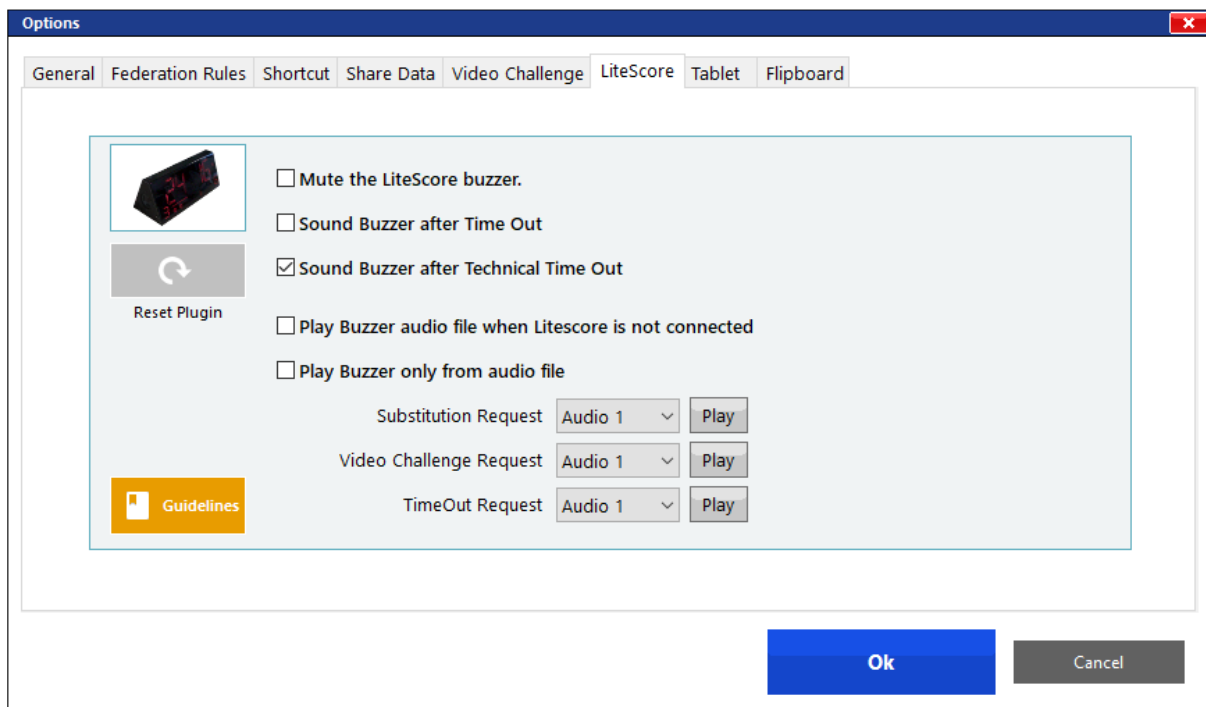 Options
General Federation Rules Shortcut Share Data Video Challenge LiteScore Tablet Flipboard
Mute the LiteScore buzzer.
Sound Buzzer after Time Out
Sound Buzzer after Technical Time Out
Reset Plugin
Play Buzzer audio file when Litescore is not connected
Play Buzzer only from audio file
Substitution Request Audio 1 Play
Video Challenge Request Audio 1 Play
TimeOut Request Audio 1 Play
Guidelines
Ok Cancel